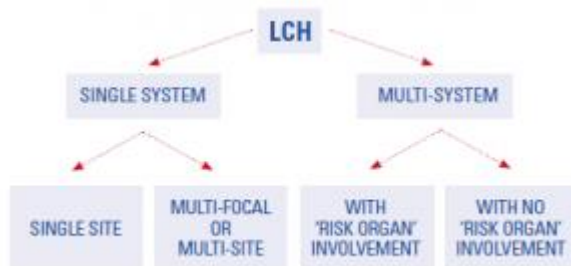 LCH
SINGLE SYSTEM
MULTI-SYSTEM
SINGLE SITE
MULTI-FOCAL
OR
MULTI-SITE
WITH
'RISK ORGAN'
INVOLVEMENT
WITH NO
'RISK ORGAN'
INVOLVEMENT